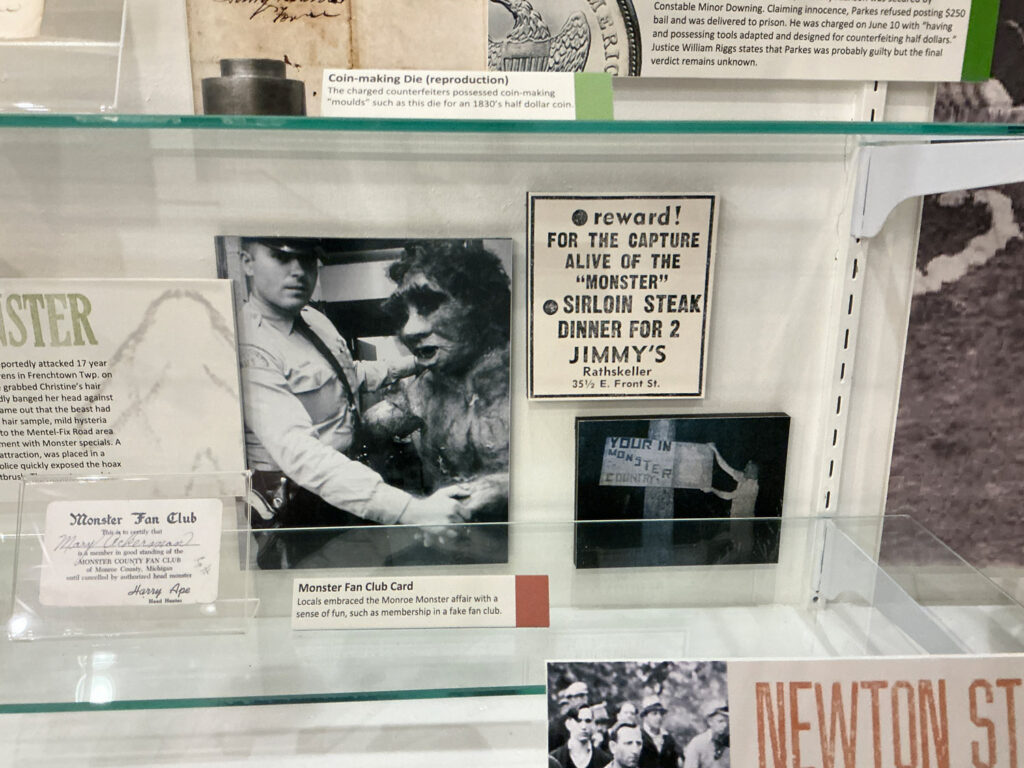 Constable Minor Downing. Claiming innocence, Parkes refused posting $250
bail and was delivered to prison. He was charged on June 10 with "having
and possessing tools adapted and designed for counterfeiting half dollars."
Justice William Riggs states that Parkes was probably guilty but the final
verdict remains unknown.
Coin-making Die (reproduction)
The charged counterfeiters possessed coin-making
"moulds" such as this die for an 1830's half dollar coin.
reward!
FOR THE CAPTURE
ALIVE OF THE
"MONSTER"
SIRLOIN STEAK
DINNER FOR 2
JIMMY'S
Rathskeller
35½ E. Front St.
NSTER
portedly attacked 17 year
ens in Frenchtown Twp. on
grabbed Christine's hair
dly banged her head against
ame out that the beast had
hair sample, mild hysteria
to the Mentel-Fix Road area
ment with Monster specials. A
attraction, was placed in a
olice quickly exposed the hoax
YOUR IN
MONSTER
COUNTRY
Monster Fan Club
This is to certify that
Mary Ackerman
is a member in good standing of the
MONSTER COUNTY FAN CLUB
of Monroe County, Michigan
until cancelled by authorized head monster
Harry Ape
Head Hunter
Monster Fan Club Card
Locals embraced the Monroe Monster affair with a
sense of fun, such as membership in a fake fan club.
NEWTON ST